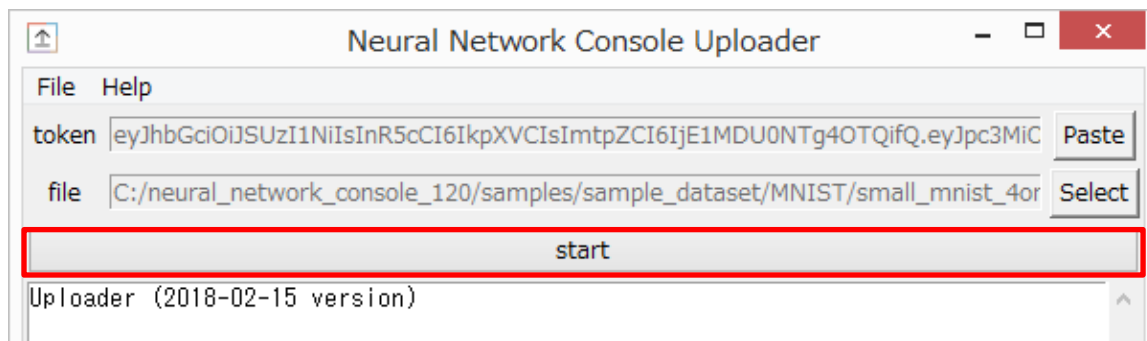 Neural Network Console Uploader
File Help
token eyJhbGciOiJSUzI1NiIsInR5cCI6IkpXVCIsImtpZCI6IjE1MDU0NTg4OTQifQ.eyJpc3MiO Paste
file C:/neural_network_console_120/samples/sample_dataset/MNIST/small_mnist_4or Select
start
Uploader (2018-02-15 version)